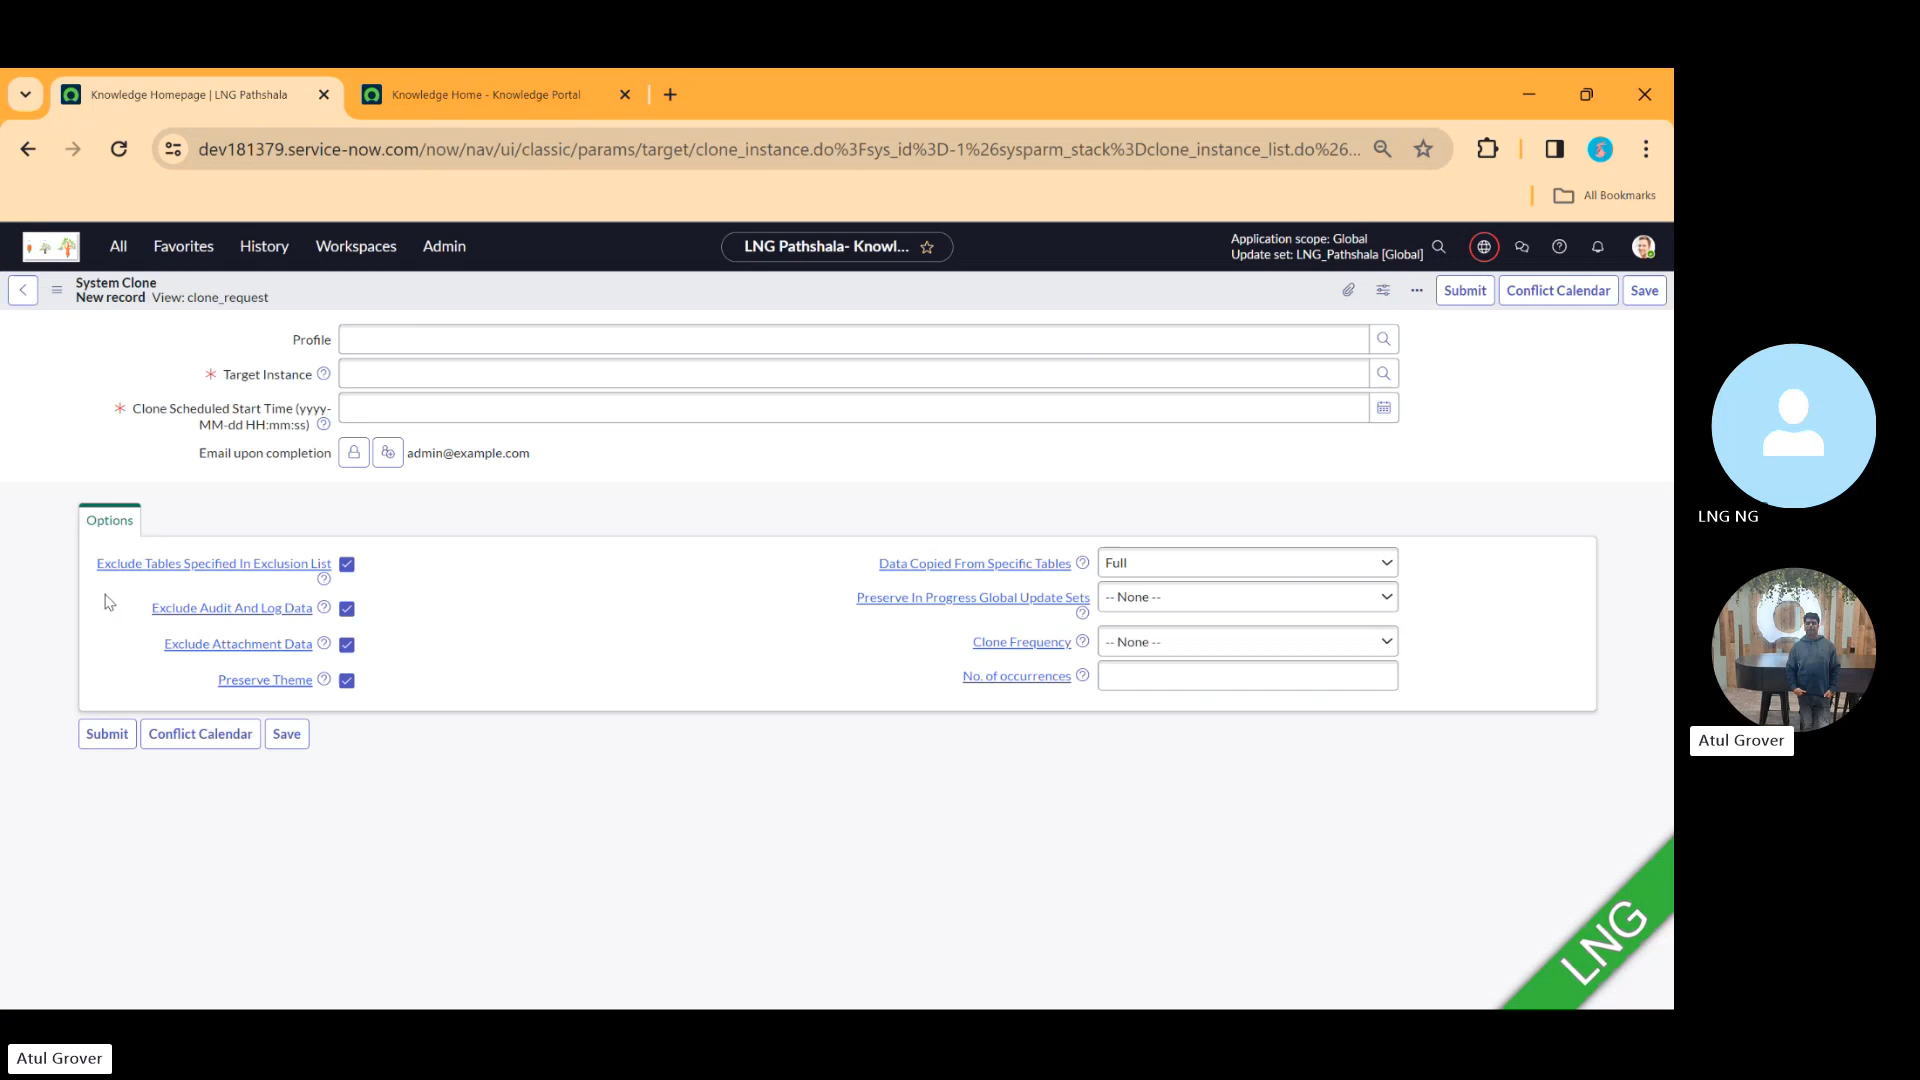 Knowledge Homepage | LNG Pathshala
Knowledge Home - Knowledge Portal
dev181379.service-now.com/now/nav/ui/classic/params/target/clone_instance.do%3Fsys_id%3D-1%26sysparm_stack%3Dclone_instance_list.do%26...
All Bookmarks
All
Favorites
History
Workspaces
Admin
LNG Pathshala- Knowl...
Application scope: Global
Update set: LNG_Pathshala [Global]
System Clone
New record View: clone_request
Submit
Conflict Calendar
Save
Profile
* Target Instance
* Clone Scheduled Start Time (yyyy-
MM-dd HH:mm:ss)
Email upon completion
admin@example.com
Options
Exclude Tables Specified In Exclusion List
Exclude Audit And Log Data
Exclude Attachment Data
Preserve Theme
Data Copied From Specific Tables
Full
Preserve In Progress Global Update Sets
-- None --
Clone Frequency
-- None --
No. of occurrences
Submit
Conflict Calendar
Save
LNG
LNG NG
Atul Grover
Atul Grover